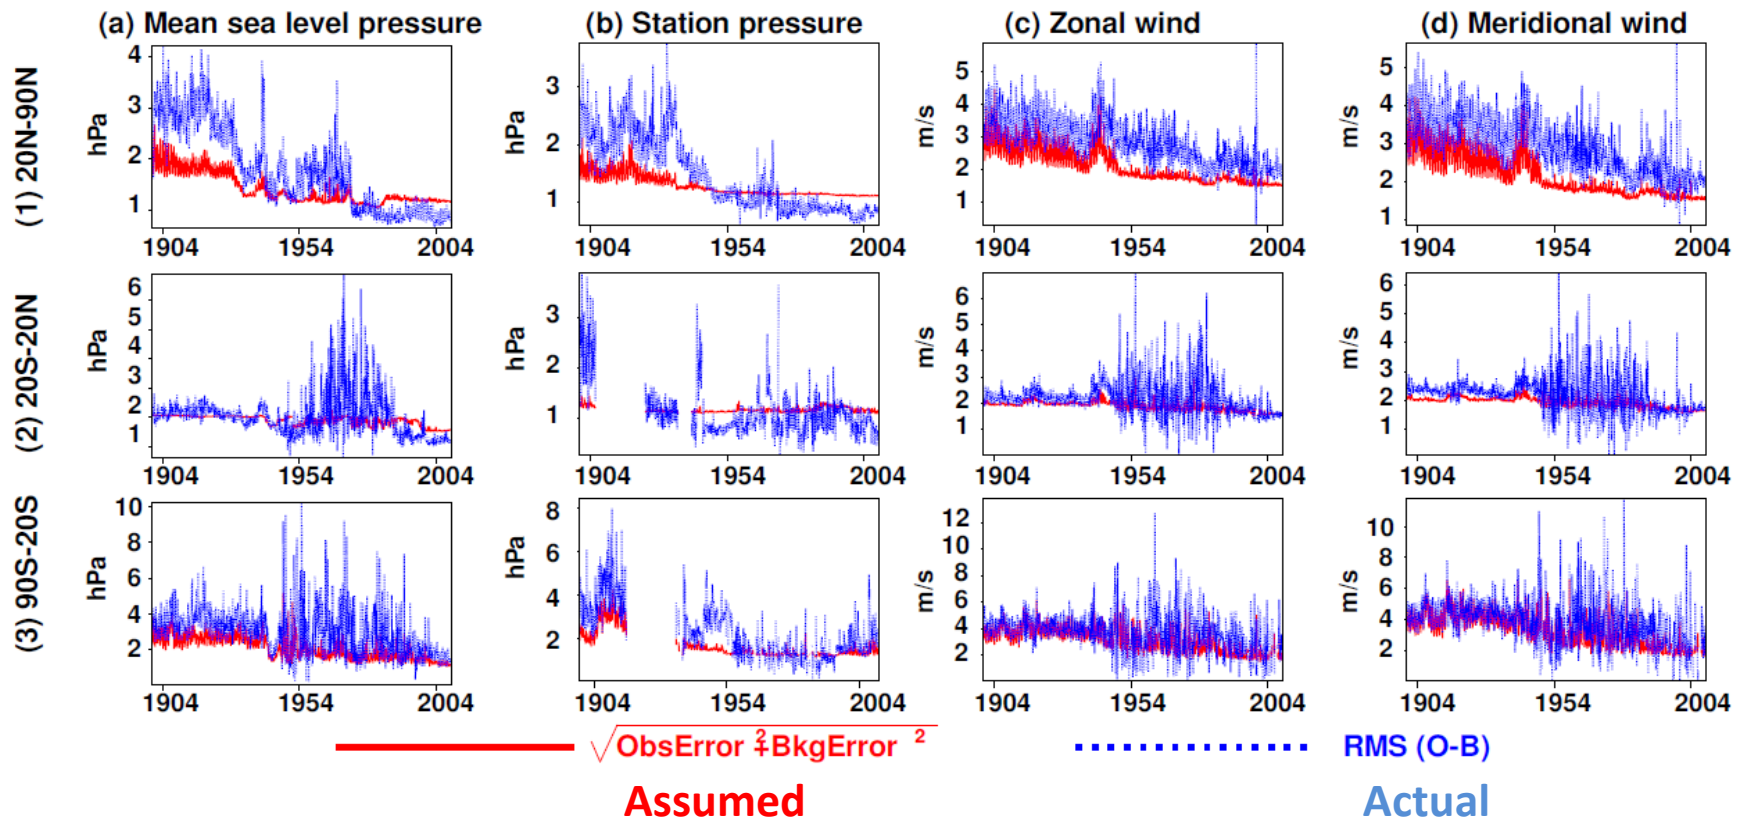 (a) Mean sea level pressure (b) Station pressure (c) Zonal wind (d) Meridional wind
(1) 20N-90N
hPa
4
3
2
1
1904 1954 2004
hPa
3
2
1
1904 1954 2004
m/s
5
4
3
2
1
1904 1954 2004
m/s
5
4
3
2
1
1904 1954 2004
(2) 20S-20N
hPa
6
5
4
3
2
1
1904 1954 2004
hPa
3
2
1
1904 1954 2004
m/s
6
5
4
3
2
1
1904 1954 2004
m/s
6
5
4
3
2
1
1904 1954 2004
(3) 90S-20S
hPa
10
8
6
4
2
1904 1954 2004
hPa
8
6
4
2
1904 1954 2004
m/s
12
10
8
6
4
2
1904 1954 2004
m/s
10
8
6
4
2
1904 1954 2004
√ObsError ²+BkgError ² RMS (O-B)
Assumed Actual